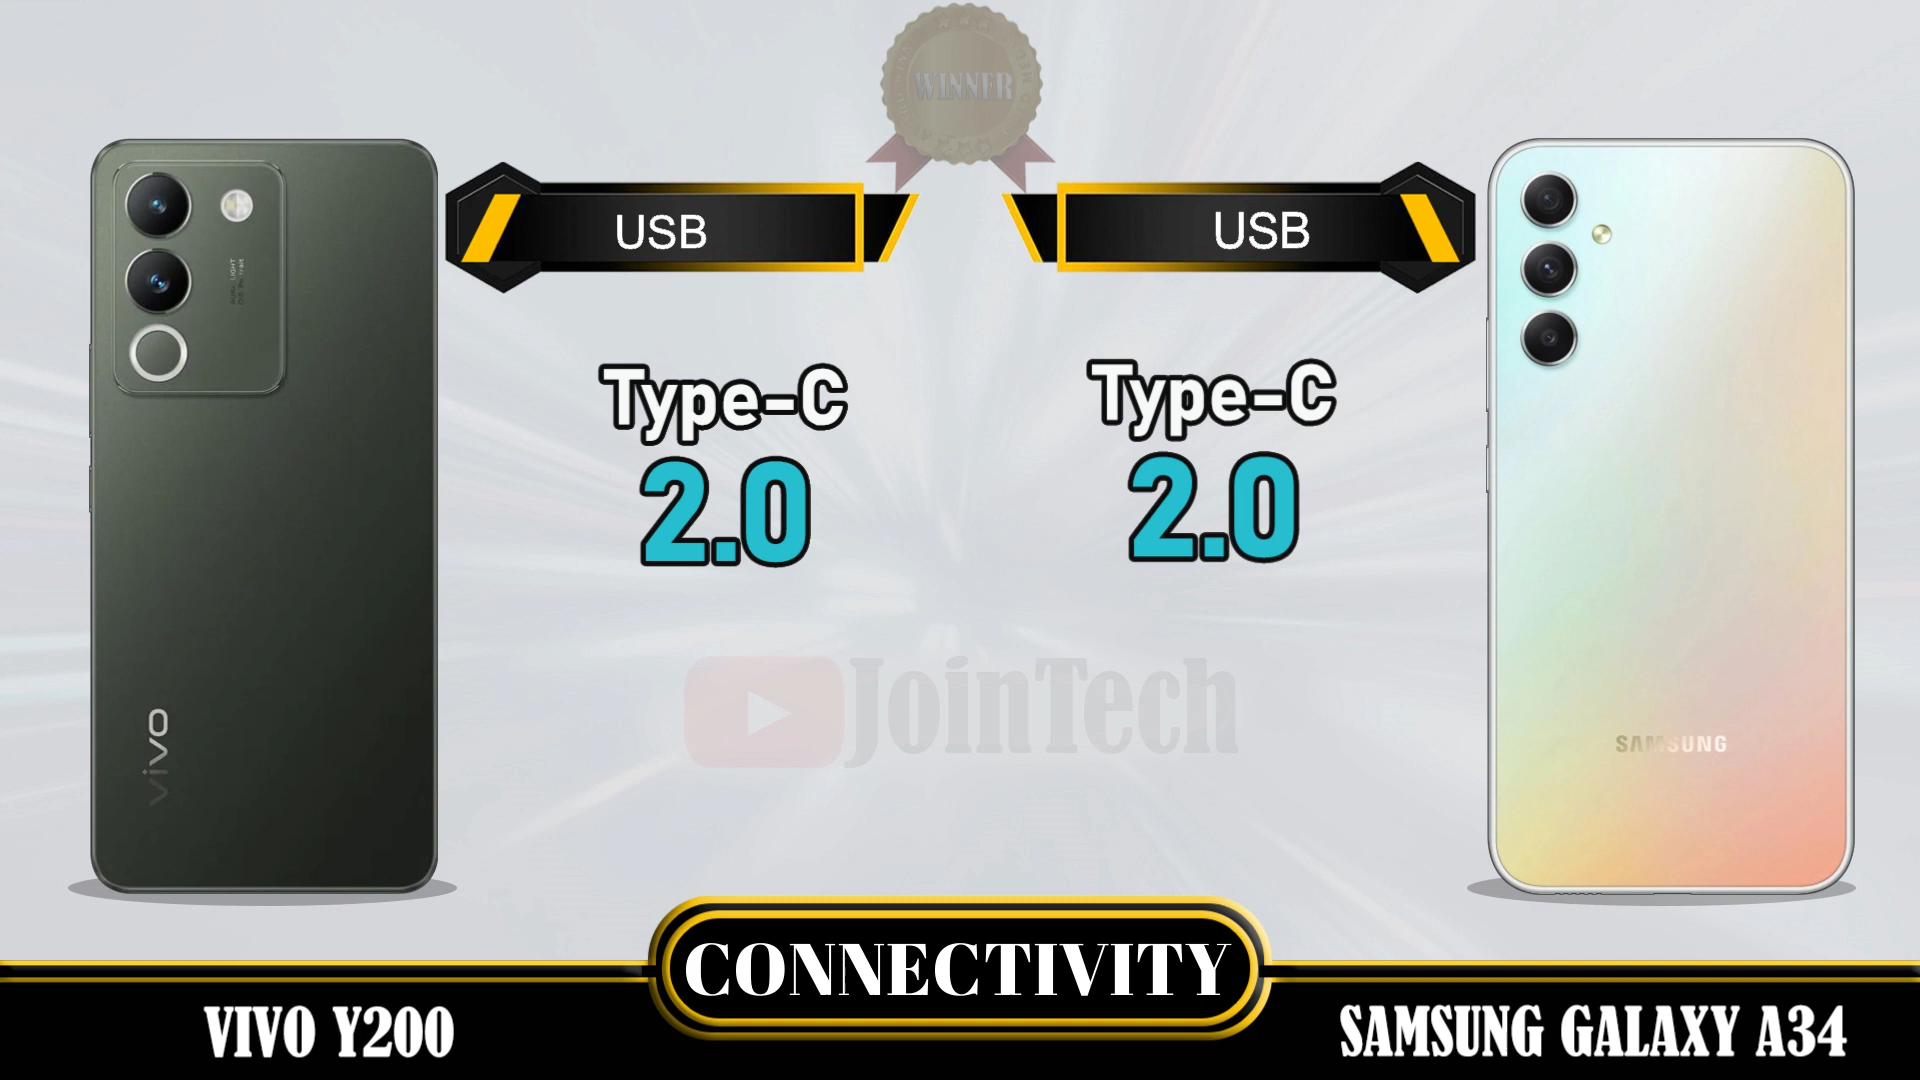 WINNER
USB
USB
Type-C
2.0
Type-C
2.0
vivo
SAMSUNG
JoinTech
CONNECTIVITY
VIVO Y200
SAMSUNG GALAXY A34